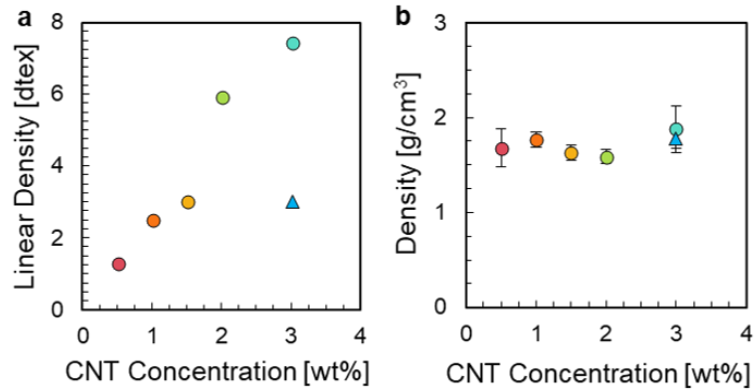 a
Linear Density [dtex]
8
6
4
2
0
0 1 2 3 4
CNT Concentration [wt%]
b
Density [g/cm³]
3
2
1
0
0 1 2 3 4
CNT Concentration [wt%]